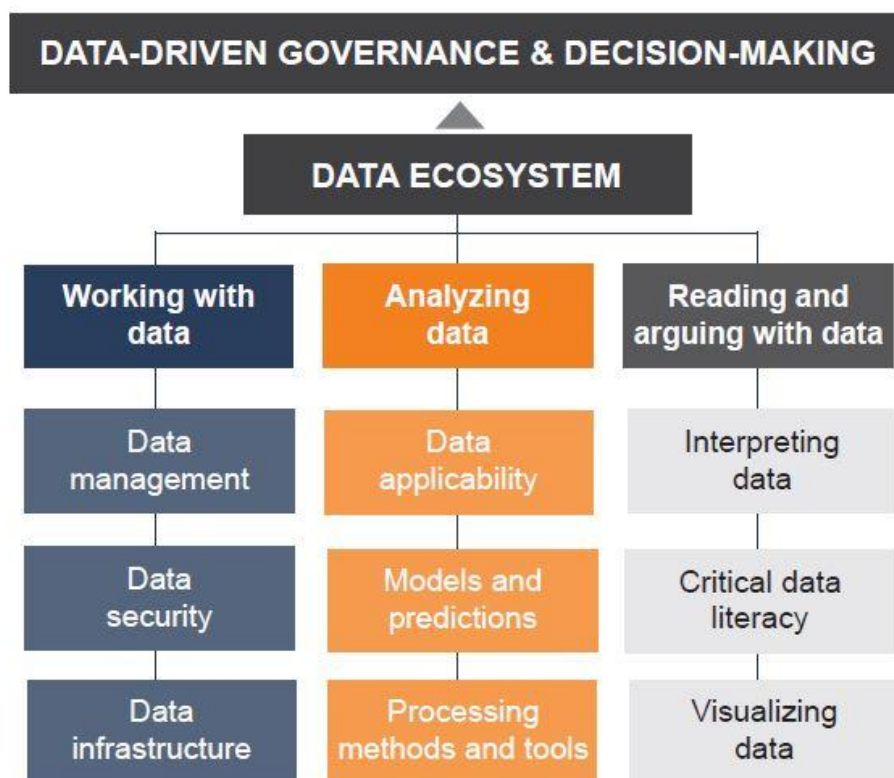 DATA-DRIVEN GOVERNANCE & DECISION-MAKING
DATA ECOSYSTEM
Working with
data
Data
management
Data
security
Data
infrastructure
Analyzing
data
Data
applicability
Models and
predictions
Processing
methods and tools
Reading and
arguing with data
Interpreting
data
Critical data
literacy
Visualizing
data